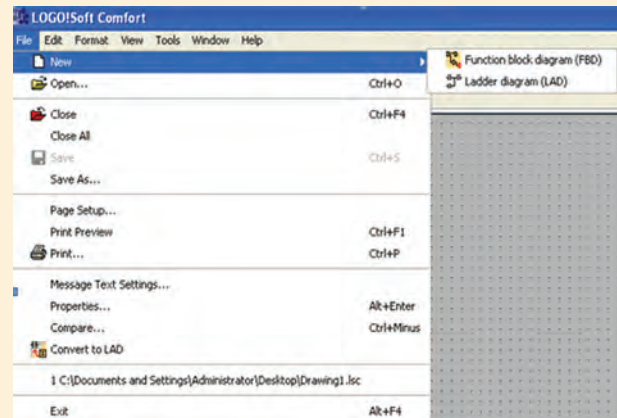 LOGO!Soft Comfort
File Edit Format View Tools Window Help
New
Function block diagram (FBD)
Open... Ctrl+O
Ladder diagram (LAD)
Close Ctrl+F4
Close All
Save Ctrl+S
Save As...
Page Setup...
Print Preview Ctrl+F1
Print... Ctrl+P
Message Text Settings...
Properties... Alt+Enter
Compare... Ctrl+Minus
Convert to LAD
1 C:\Documents and Settings\Administrator\Desktop\Drawing1.lsc
Exit Alt+F4